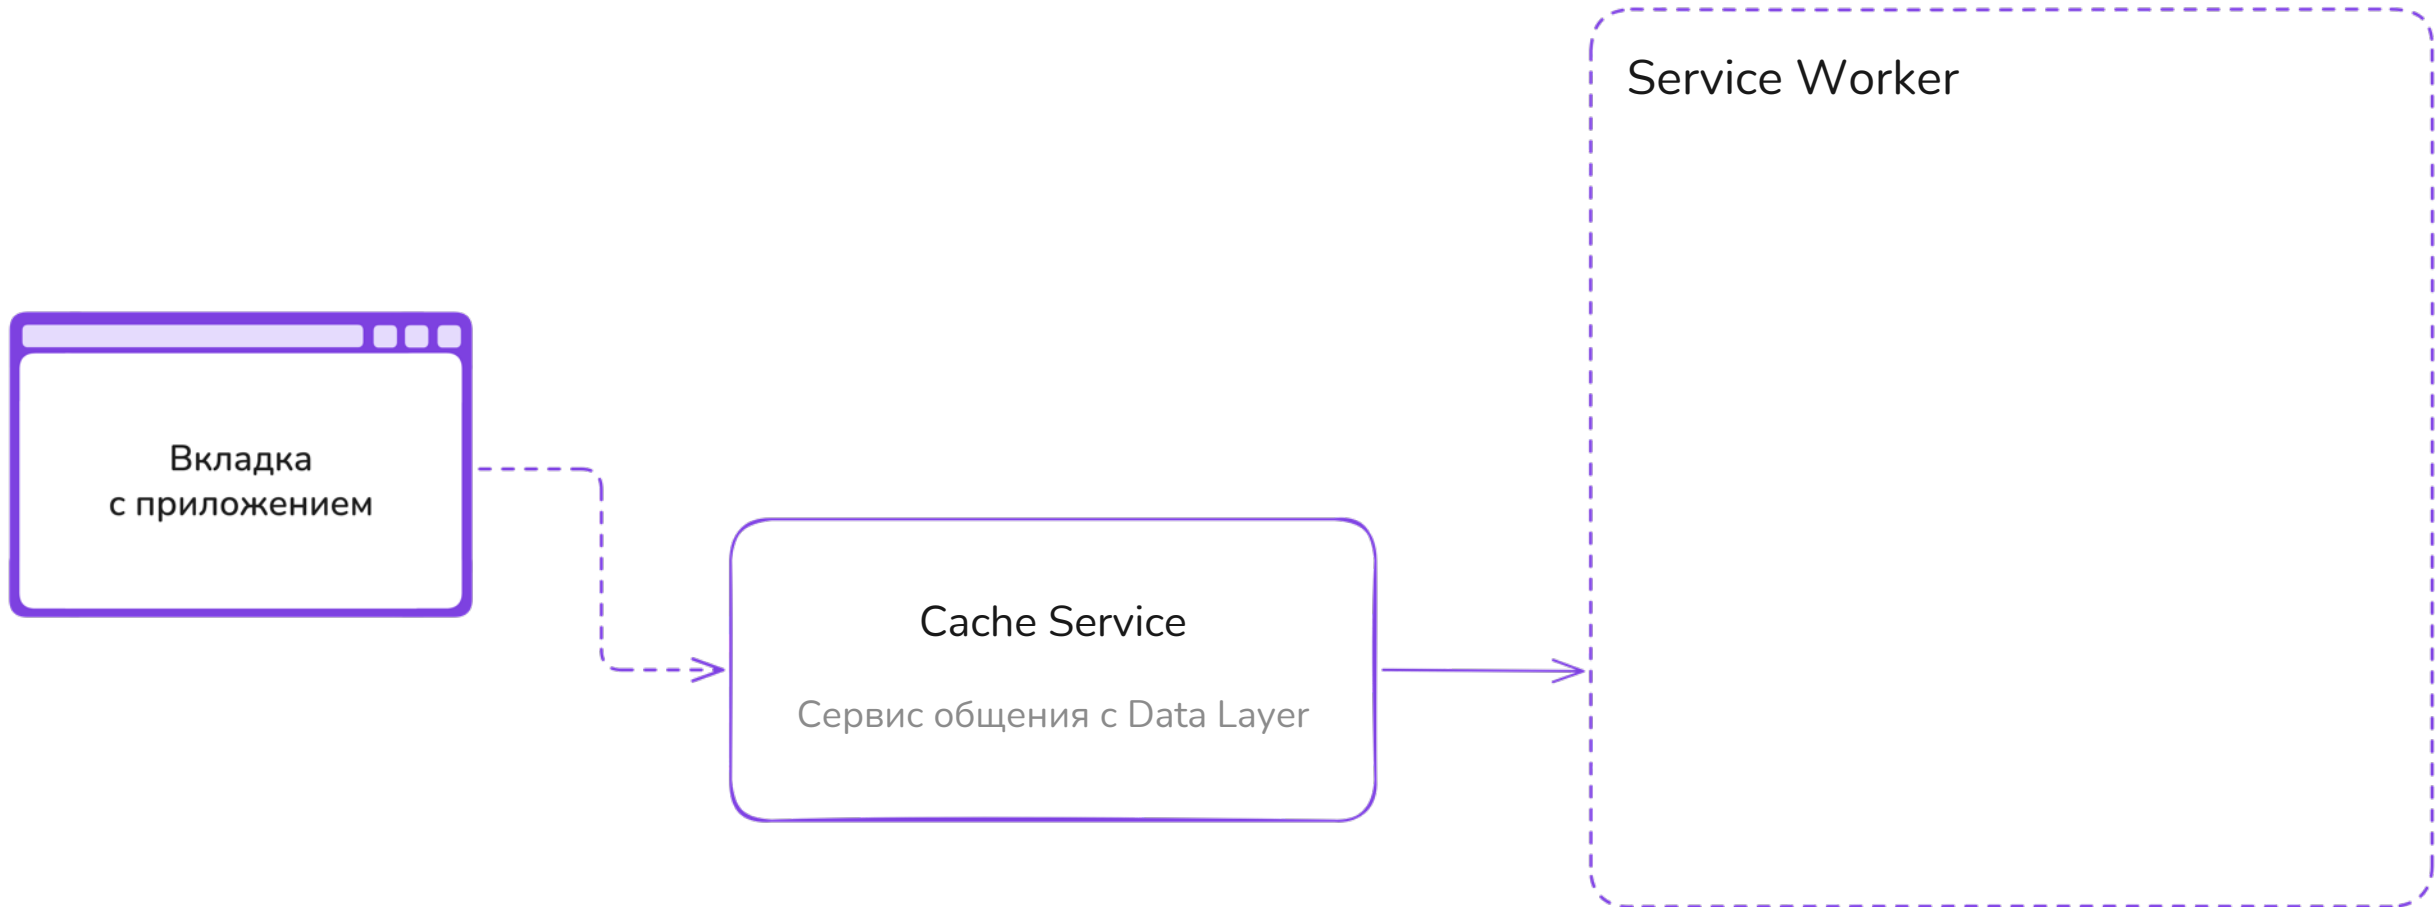 Service Worker
Вкладка
с приложением
Cache Service
Сервис общения с Data Layer